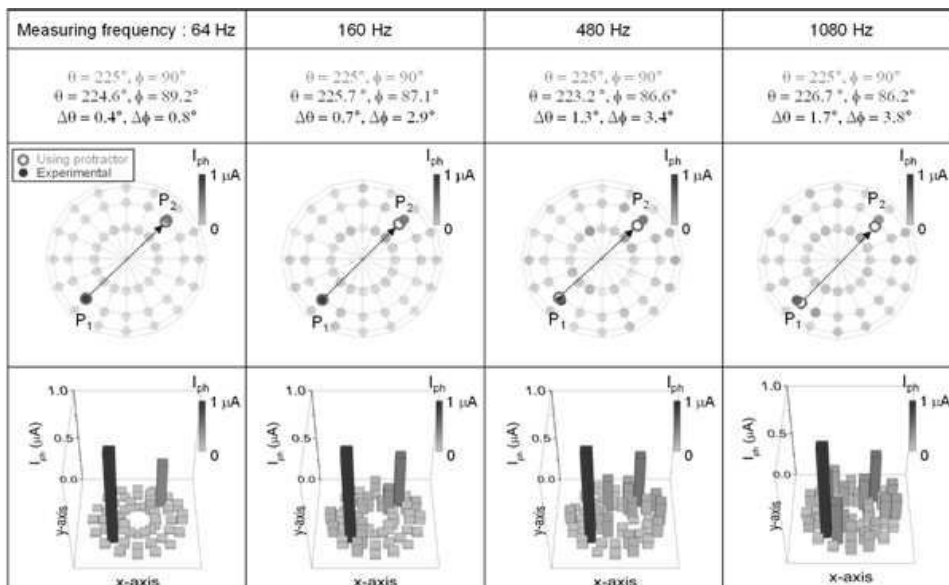 Measuring frequency : 64 Hz
160 Hz
480 Hz
1080 Hz
θ = 225°, ϕ = 90°
θ = 224.6°, ϕ = 89.2°
Δθ = 0.4°, Δϕ = 0.8°
θ = 225°, ϕ = 90°
θ = 225.7°, ϕ = 87.1°
Δθ = 0.7°, Δϕ = 2.9°
θ = 225°, ϕ = 90°
θ = 223.2°, ϕ = 86.6°
Δθ = 1.3°, Δϕ = 3.4°
θ = 225°, ϕ = 90°
θ = 226.7°, ϕ = 86.2°
Δθ = 1.7°, Δϕ = 3.8°
Using protractor
Experimental
Iph
1 μA
0
P2
P1
Iph
1 μA
0
P2
P1
Iph
1 μA
0
P2
P1
Iph
1 μA
0
P2
P1
Iph
1 μA
0
1.0
0.5
0.0
Iph (μA)
y-axis
x-axis
Iph
1 μA
0
1.0
0.5
0.0
Iph (μA)
y-axis
x-axis
Iph
1 μA
0
1.0
0.5
0.0
Iph (μA)
y-axis
x-axis
Iph
1 μA
0
1.0
0.5
0.0
Iph (μA)
y-axis
x-axis